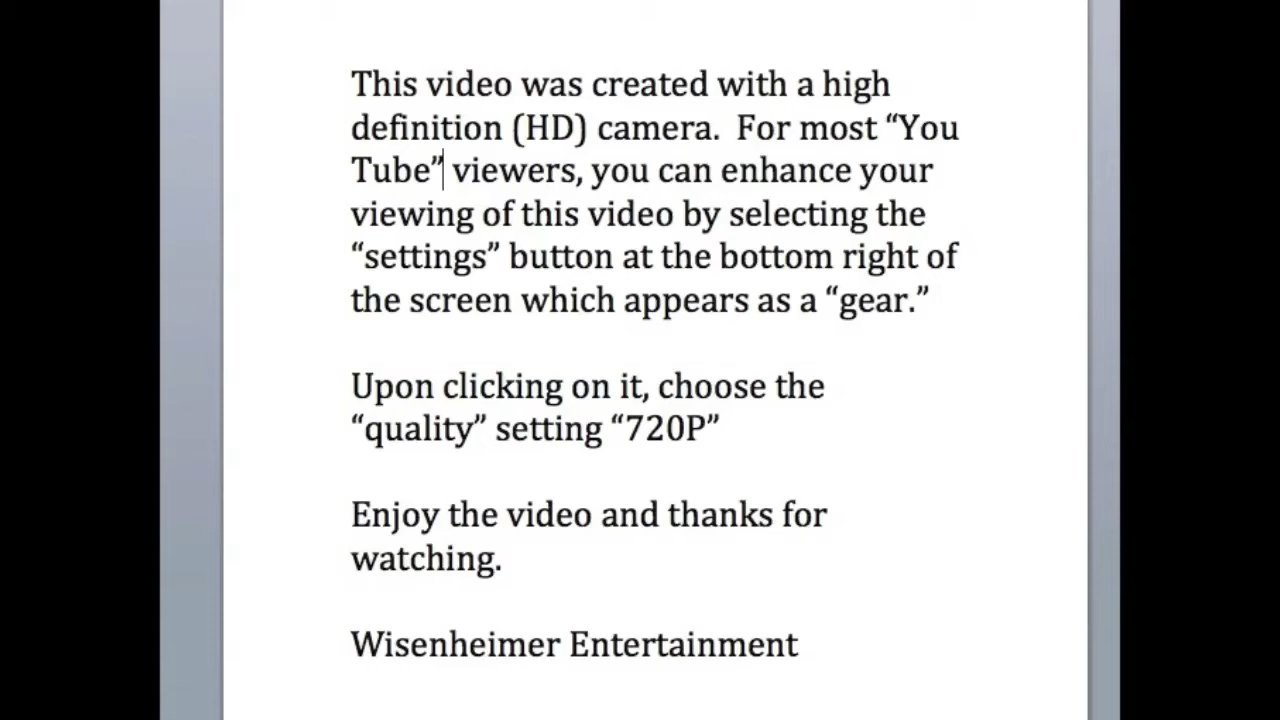 This video was created with a high
definition (HD) camera.  For most “You
Tube” viewers, you can enhance your
viewing of this video by selecting the
“settings” button at the bottom right of
the screen which appears as a “gear.”
Upon clicking on it, choose the
“quality” setting “720P”
Enjoy the video and thanks for
watching.
Wisenheimer Entertainment